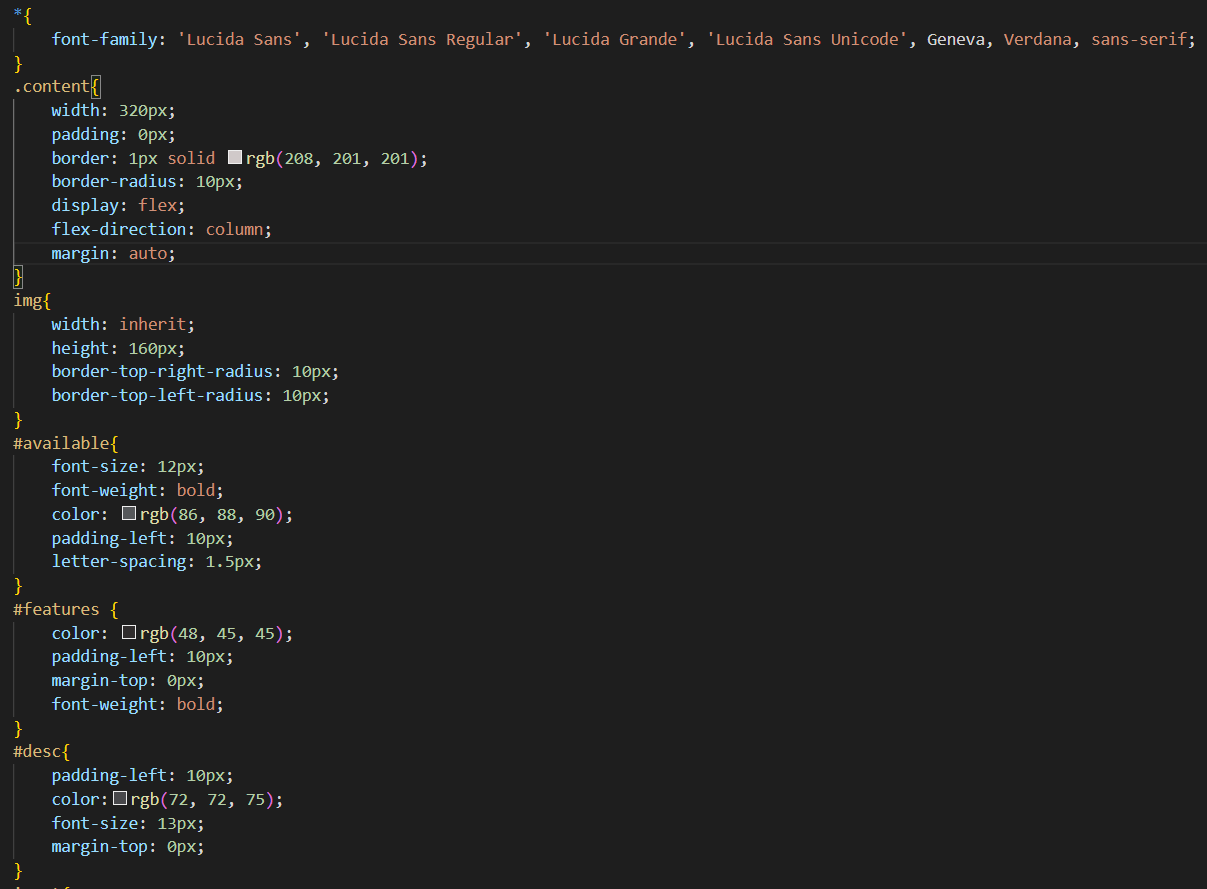 *{
    font-family: 'Lucida Sans', 'Lucida Sans Regular', 'Lucida Grande', 'Lucida Sans Unicode', Geneva, Verdana, sans-serif;
}
.content{
    width: 320px;
    padding: 0px;
    border: 1px solid rgb(208, 201, 201);
    border-radius: 10px;
    display: flex;
    flex-direction: column;
    margin: auto;
}
img{
    width: inherit;
    height: 160px;
    border-top-right-radius: 10px;
    border-top-left-radius: 10px;
}
#available{
    font-size: 12px;
    font-weight: bold;
    color: rgb(86, 88, 90);
    padding-left: 10px;
    letter-spacing: 1.5px;
}
#features {
    color: rgb(48, 45, 45);
    padding-left: 10px;
    margin-top: 0px;
    font-weight: bold;
}
#desc{
    padding-left: 10px;
    color:rgb(72, 72, 75);
    font-size: 13px;
    margin-top: 0px;
}